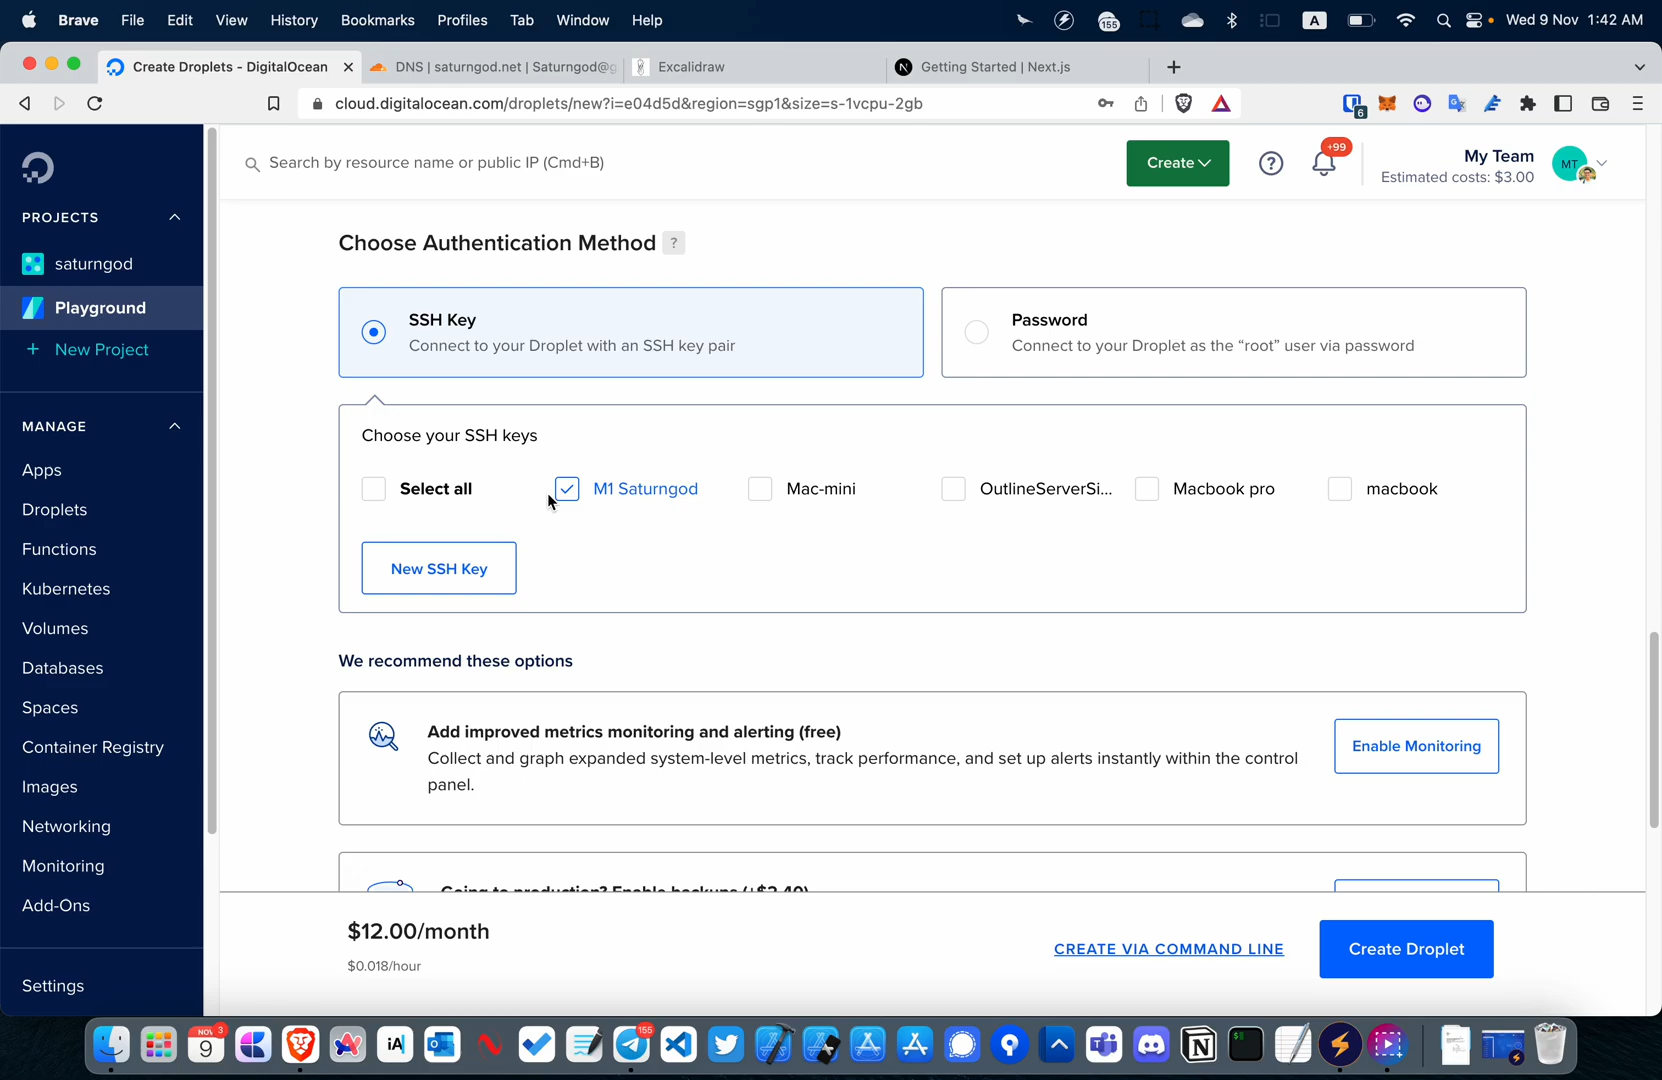 Brave File Edit View History Bookmarks Profiles Tab Window Help
155 A Wed 9 Nov 1:42 AM
Create Droplets - DigitalOcean
DNS | saturngod.net | Saturngod@g
Excalidraw
N Getting Started | Next.js
cloud.digitalocean.com/droplets/new?i=e04d5d&region=sgp1&size=s-1vcpu-2gb
6
Search by resource name or public IP (Cmd+B)
Create
?
+99
My Team
Estimated costs: $3.00
MT
PROJECTS
saturngod
Playground
+ New Project
MANAGE
Apps
Droplets
Functions
Kubernetes
Volumes
Databases
Spaces
Container Registry
Images
Networking
Monitoring
Add-Ons
Settings
Choose Authentication Method ?
SSH Key
Connect to your Droplet with an SSH key pair
Password
Connect to your Droplet as the “root” user via password
Choose your SSH keys
Select all M1 Saturngod Mac-mini OutlineServerSi... Macbook pro macbook
New SSH Key
We recommend these options
Add improved metrics monitoring and alerting (free)
Collect and graph expanded system-level metrics, track performance, and set up alerts instantly within the control
panel.
Enable Monitoring
Going to production? Enable backups (+$2.40)
$12.00/month
$0.018/hour
CREATE VIA COMMAND LINE
Create Droplet
NOV 3
9
iA
155
N
$